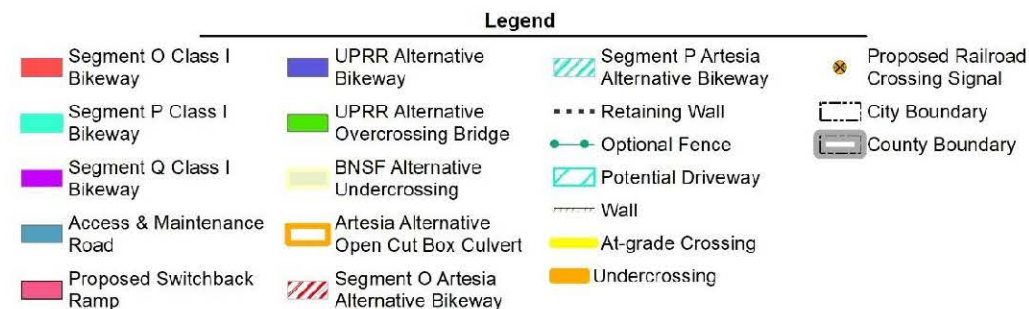 Legend
Segment O Class I
Bikeway
Segment P Class I
Bikeway
Segment Q Class I
Bikeway
Access & Maintenance
Road
Proposed Switchback
Ramp
UPRR Alternative
Bikeway
UPRR Alternative
Overcrossing Bridge
BNSF Alternative
Undercrossing
Artesia Alternative
Open Cut Box Culvert
Segment O Artesia
Alternative Bikeway
Segment P Artesia
Alternative Bikeway
Retaining Wall
Optional Fence
Potential Driveway
Wall
At-grade Crossing
Undercrossing
Proposed Railroad
Crossing Signal
City Boundary
County Boundary